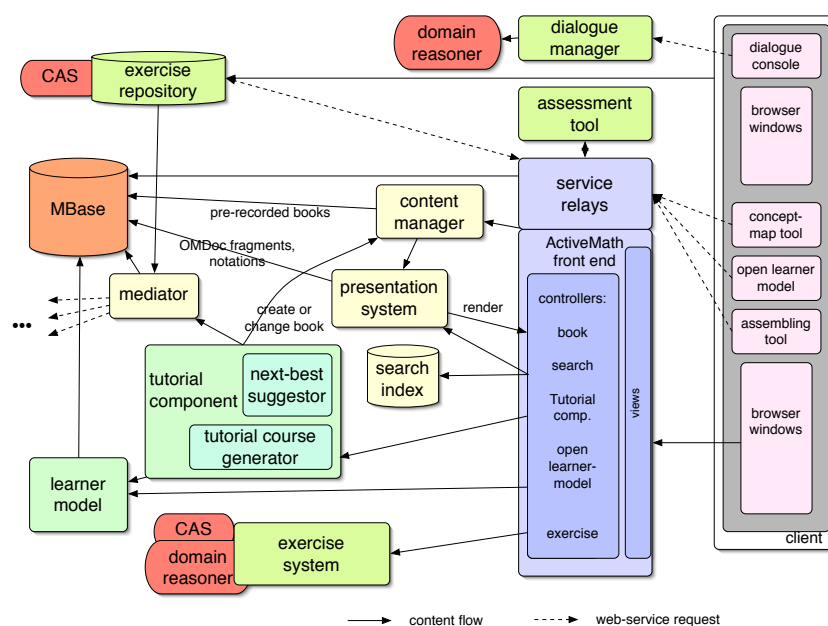 domain
reasoner
dialogue
manager
dialogue
console
CAS
exercise
repository
assessment
tool
browser
windows
MBase
service
relays
content
manager
pre-recorded books
concept-
map tool
OMDoc fragments,
notations
ActiveMath
front end
open learner
model
mediator
presentation
system
render
controllers:
assembling
tool
•••
create or
change book
book
tutorial
component
next-best
suggestor
search
index
search
views
Tutorial
comp.
browser
windows
tutorial course
generator
open
learner-
model
learner
model
CAS
domain
reasoner
exercise
system
exercise
client
content flow
web-service request